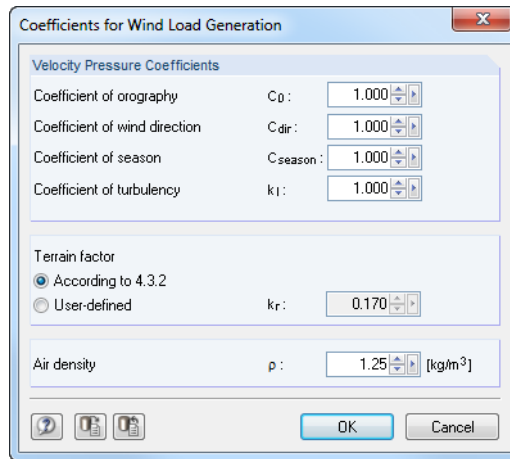 Coefficients for Wind Load Generation
Velocity Pressure Coefficients
Coefficient of orography C0 : 1.000
Coefficient of wind direction Cdir : 1.000
Coefficient of season Cseason : 1.000
Coefficient of turbulency kI : 1.000
Terrain factor
According to 4.3.2
User-defined kr : 0.170
Air density ρ : 1.25 [kg/m³]
OK Cancel